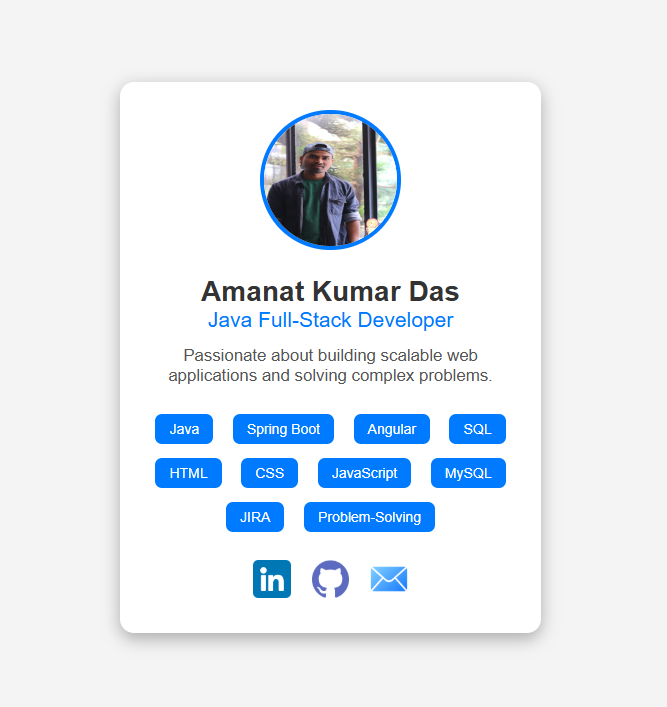 Amanat Kumar Das
Java Full-Stack Developer
Passionate about building scalable web
applications and solving complex problems.
Java Spring Boot Angular SQL
HTML CSS JavaScript MySQL
JIRA Problem-Solving
in